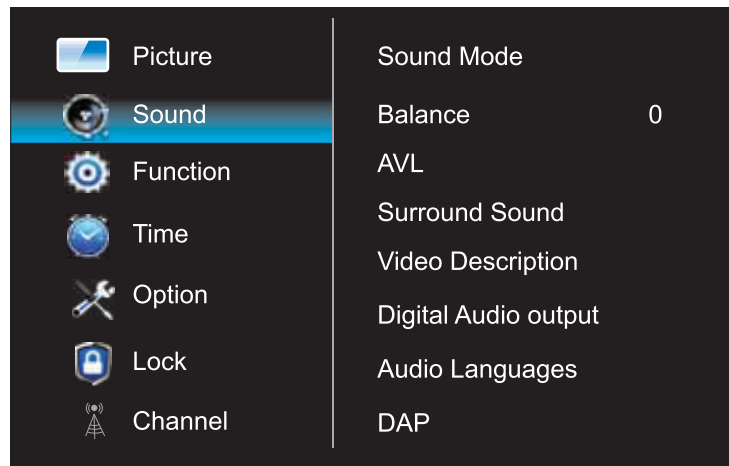 Picture
Sound
Function
Time
Option
Lock
Channel
Sound Mode
Balance 0
AVL
Surround Sound
Video Description
Digital Audio output
Audio Languages
DAP